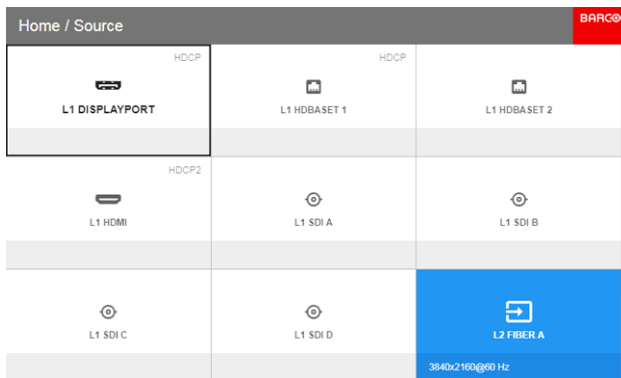 Home / Source
BARCO
HDCP
HDCP
L1 DISPLAYPORT
L1 HDBASET 1
L1 HDBASET 2
HDCP2
L1 HDMI
L1 SDI A
L1 SDI B
L1 SDI C
L1 SDI D
L2 FIBER A
3840x2160@60 Hz